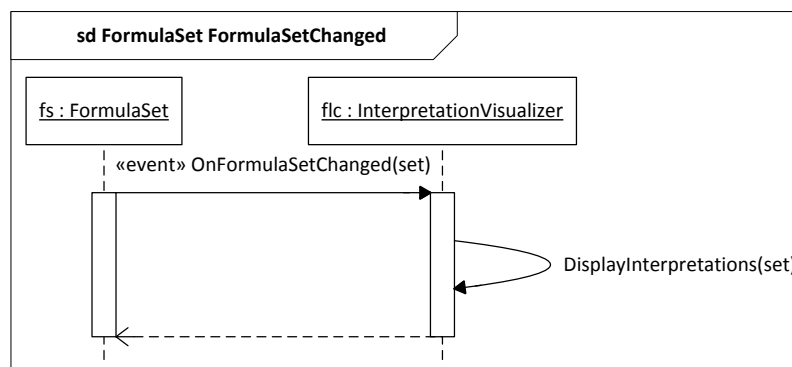 sd FormulaSet FormulaSetChanged
fs : FormulaSet
flc : InterpretationVisualizer
«event» OnFormulaSetChanged(set)
DisplayInterpretations(set)